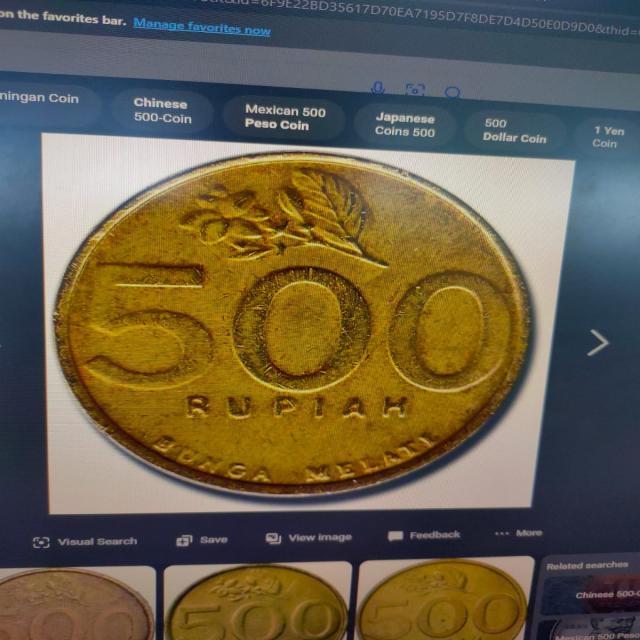 on the favorites bar. Manage favorites now
ningan Coin
Chinese
500-Coin
Mexican 500
Peso Coin
Japanese
Coins 500
500
Dollar Coin
1 Yen
Coin
500
RUPIAH
BUNGA MELATI
Visual Search
Save
View image
Feedback
More
Related searches
Chinese 500-C
Mexican 500
500
500
500